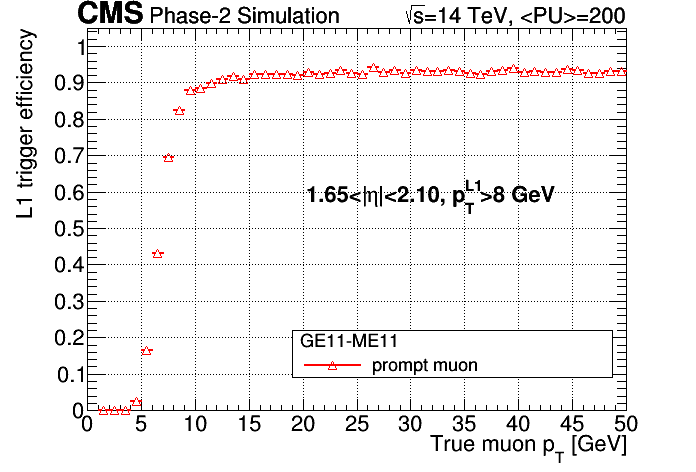 CMS Phase-2 Simulation √s=14 TeV, <PU>=200
L1 trigger efficiency
1
0.9
0.8
0.7
0.6
0.5
0.4
0.3
0.2
0.1
0
1.65<|η|<2.10, p_T^L1>8 GeV
GE11-ME11
prompt muon
0 5 10 15 20 25 30 35 40 45 50
True muon p_T [GeV]